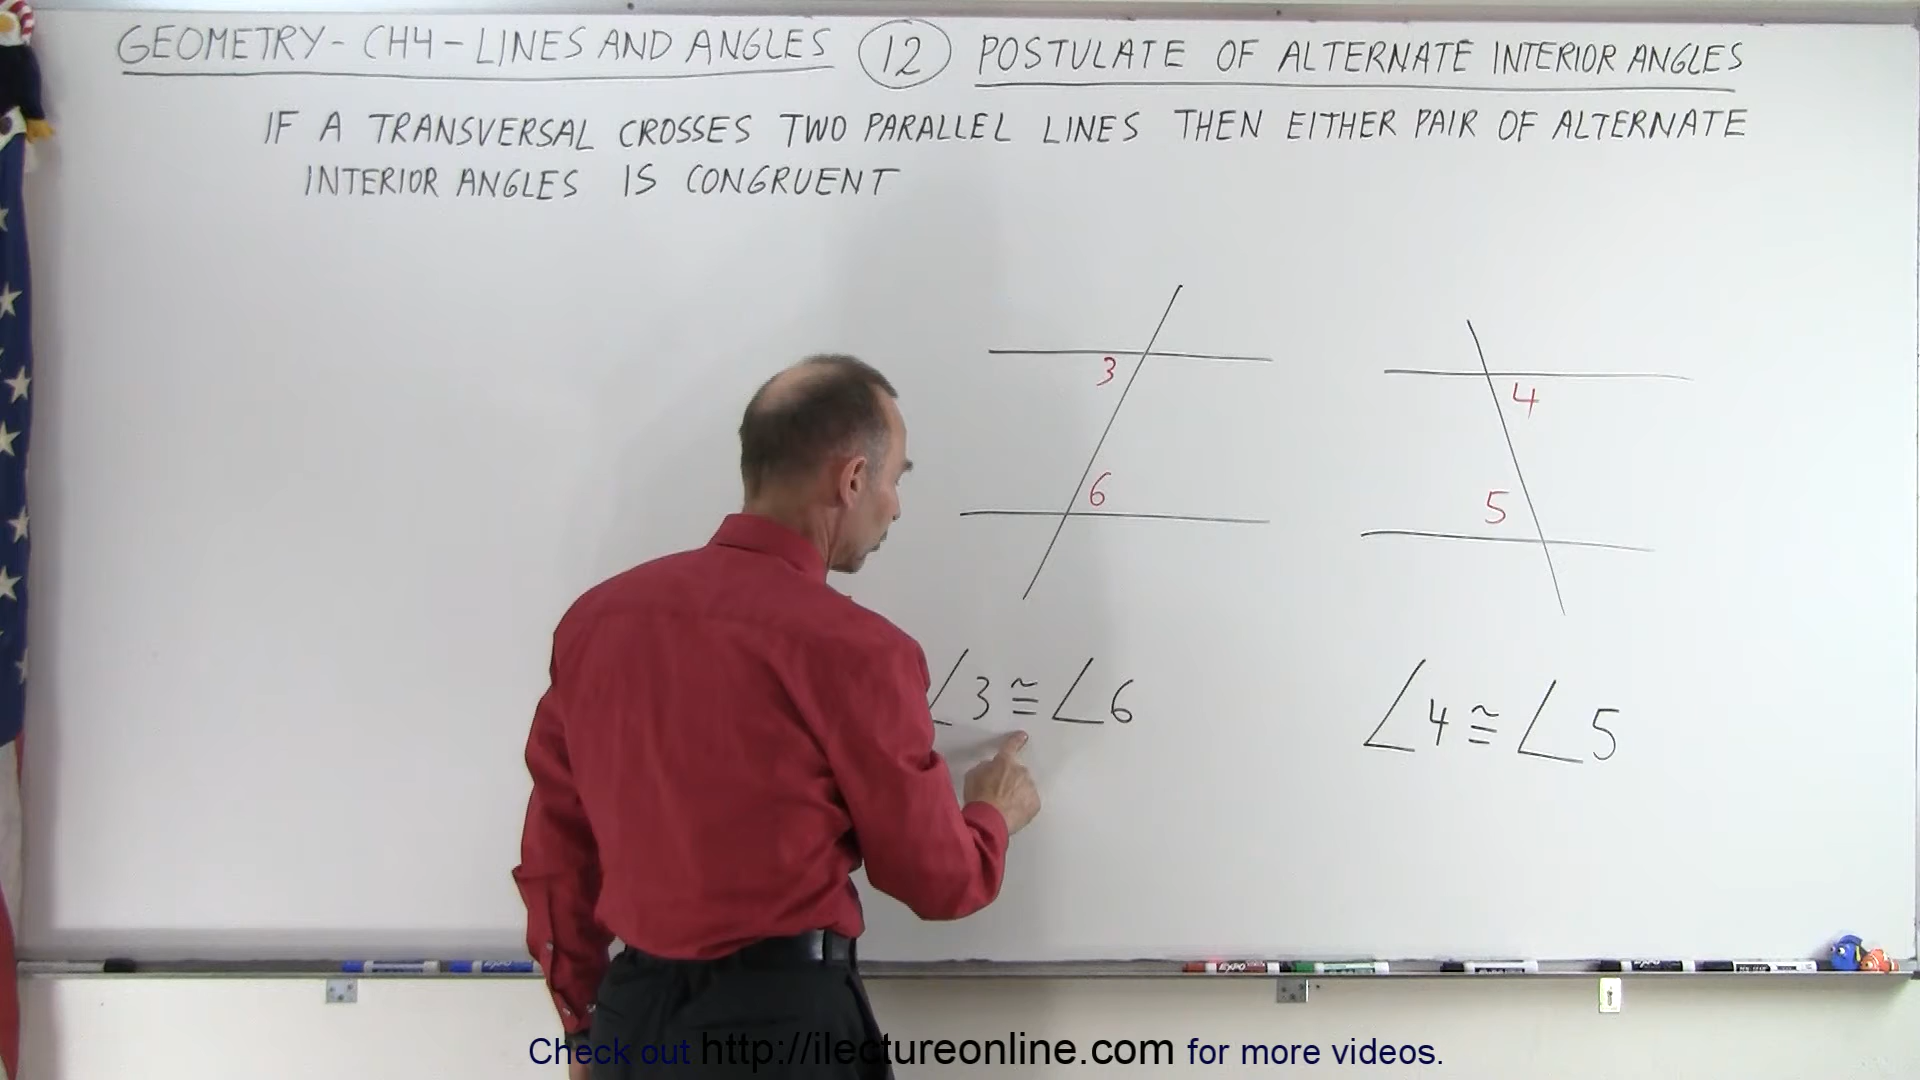 GEOMETRY - CH4 - LINES AND ANGLES 12 POSTULATE OF ALTERNATE INTERIOR ANGLES
IF A TRANSVERSAL CROSSES TWO PARALLEL LINES THEN EITHER PAIR OF ALTERNATE
INTERIOR ANGLES IS CONGRUENT
3
4
6
5
∠3 ≅ ∠6
∠4 ≅ ∠5
EXPO
Check out http://ilectureonline.com for more videos.